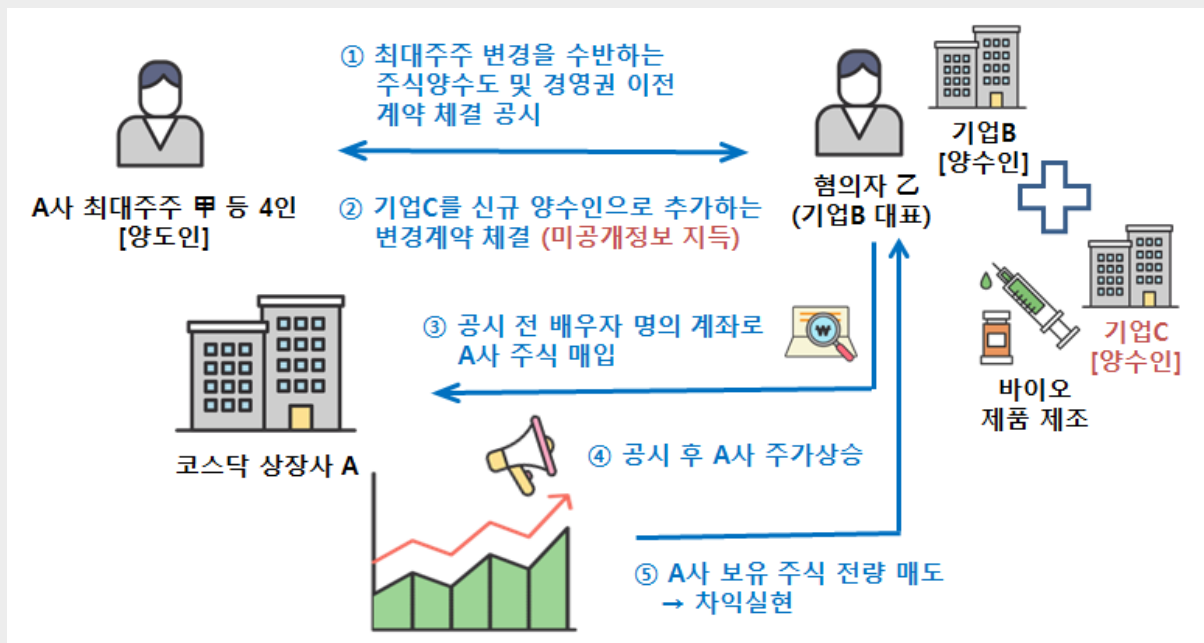 ① 최대주주 변경을 수반하는
주식양수도 및 경영권 이전
계약 체결 공시
기업B
[양수인]
A사 최대주주 甲 등 4인
[양도인]
② 기업C를 신규 양수인으로 추가하는
변경계약 체결 (미공개정보 지득)
혐의자 乙
(기업B 대표)
③ 공시 전 배우자 명의 계좌로
A사 주식 매입
₩
기업C
[양수인]
바이오
제품 제조
코스닥 상장사 A
④ 공시 후 A사 주가상승
⑤ A사 보유 주식 전량 매도
→ 차익실현